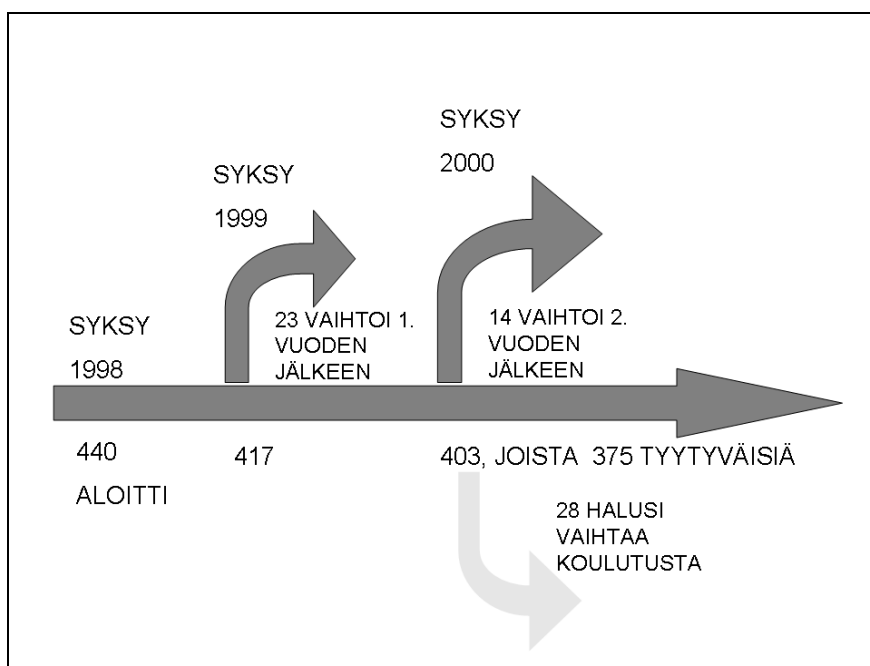 SYKSY
2000
SYKSY
1999
SYKSY
1998
23 VAIHTOI 1.
VUODEN
JÄLKEEN
14 VAIHTOI 2.
VUODEN
JÄLKEEN
440
ALOITTI
417
403, JOISTA 375 TYYTYVÄISIÄ
28 HALUSI
VAIHTAA
KOULUTUSTA